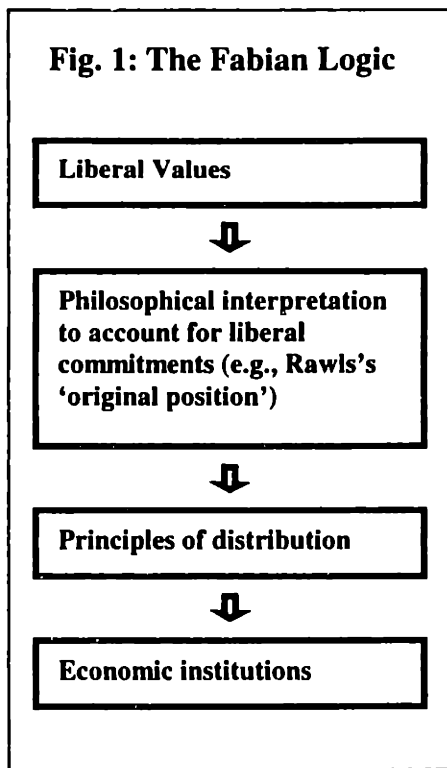 Fig. 1: The Fabian Logic
Liberal Values
Philosophical interpretation
to account for liberal
commitments (e.g., Rawls's
'original position')
Principles of distribution
Economic institutions